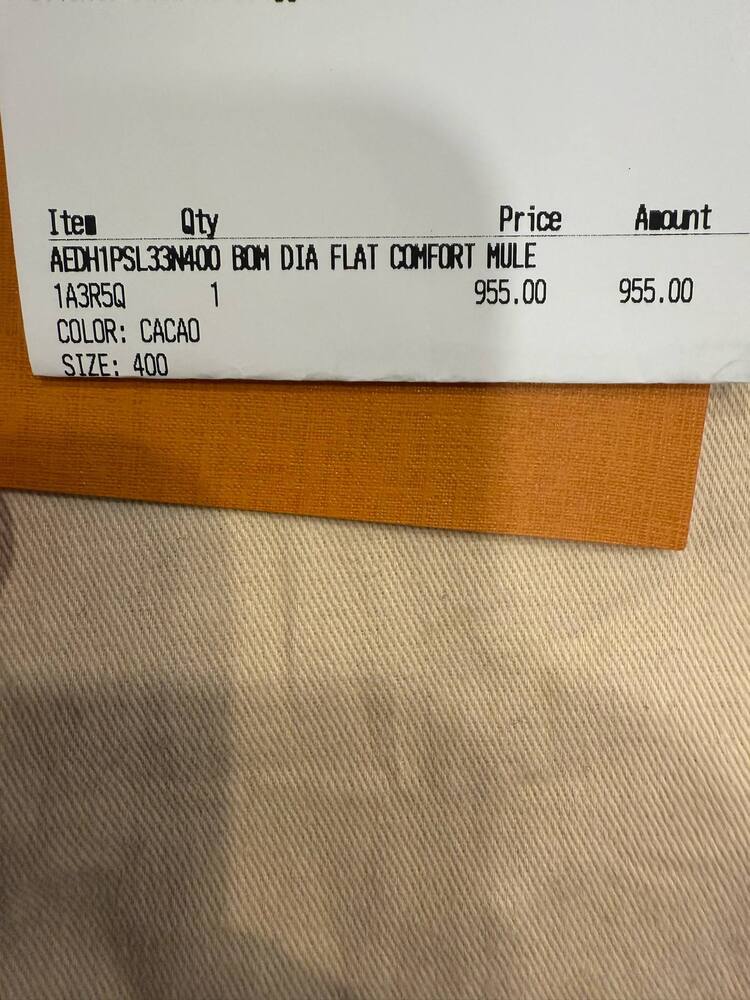 Item Qty Price Amount
AEDH1PSL33N400 BOM DIA FLAT COMFORT MULE
1A3R5Q 1 955.00 955.00
COLOR: CACAO
SIZE: 400